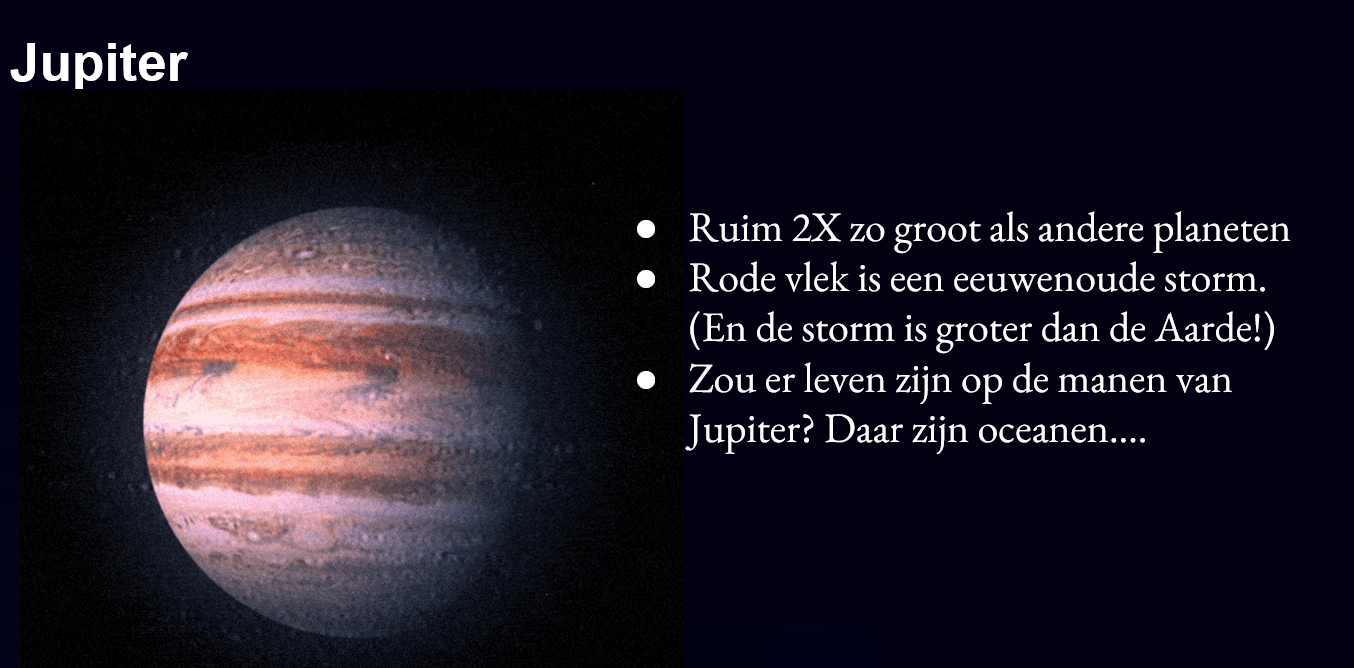 Jupiter
● Ruim 2X zo groot als andere planeten
● Rode vlek is een eeuwenoude storm.
(En de storm is groter dan de Aarde!)
● Zou er leven zijn op de manen van
Jupiter? Daar zijn oceanen....